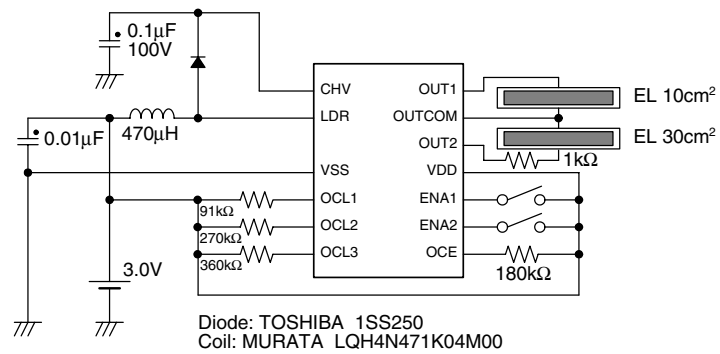 0.1µF
100V
CHV
OUT1
EL 10cm²
LDR
OUTCOM
0.01µF
470µH
OUT2
EL 30cm²
1kΩ
VSS
VDD
OCL1
ENA1
91kΩ
OCL2
ENA2
270kΩ
OCL3
OCE
360kΩ
180kΩ
3.0V
Diode: TOSHIBA 1SS250
Coil: MURATA LQH4N471K04M00